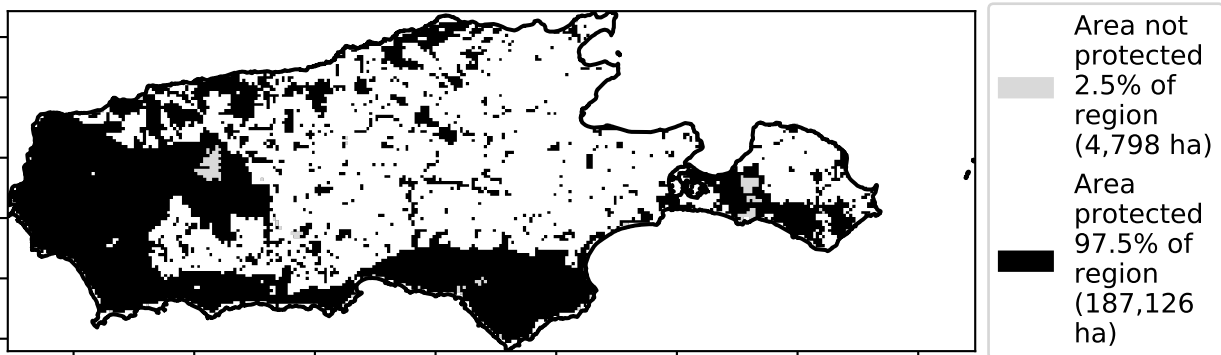 Area not
protected
2.5% of
region
(4,798 ha)
Area
protected
97.5% of
region
(187,126
ha)